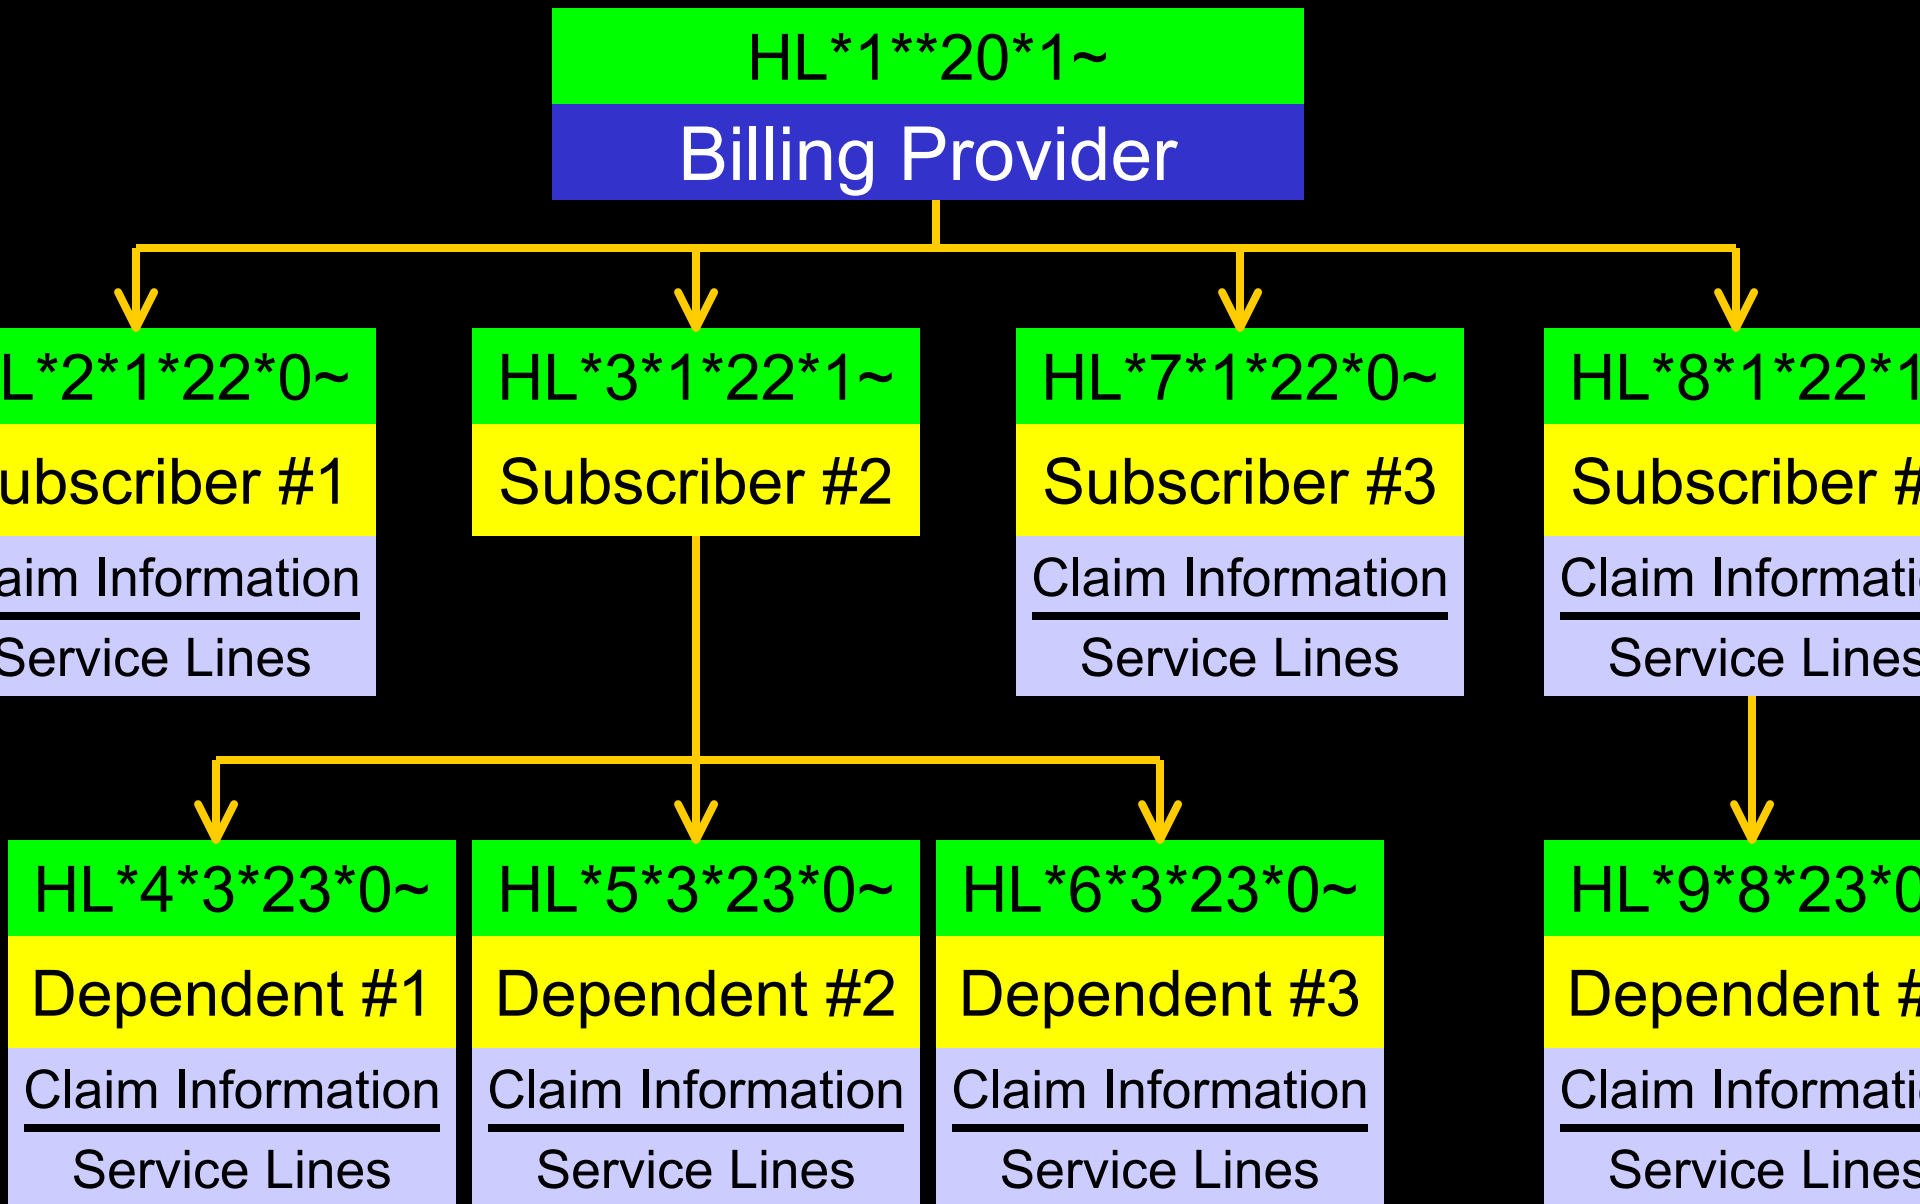 HL*1**20*1~
Billing Provider
L*2*1*22*0~
HL*3*1*22*1~
HL*7*1*22*0~
HL*8*1*22*1
ubscriber #1
Subscriber #2
Subscriber #3
Subscriber #
aim Information
Claim Information
Claim Informati
Service Lines
Service Lines
Service Lines
HL*4*3*23*0~
HL*5*3*23*0~
HL*6*3*23*0~
HL*9*8*23*0
Dependent #1
Dependent #2
Dependent #3
Dependent #
Claim Information
Claim Information
Claim Information
Claim Informati
Service Lines
Service Lines
Service Lines
Service Lines